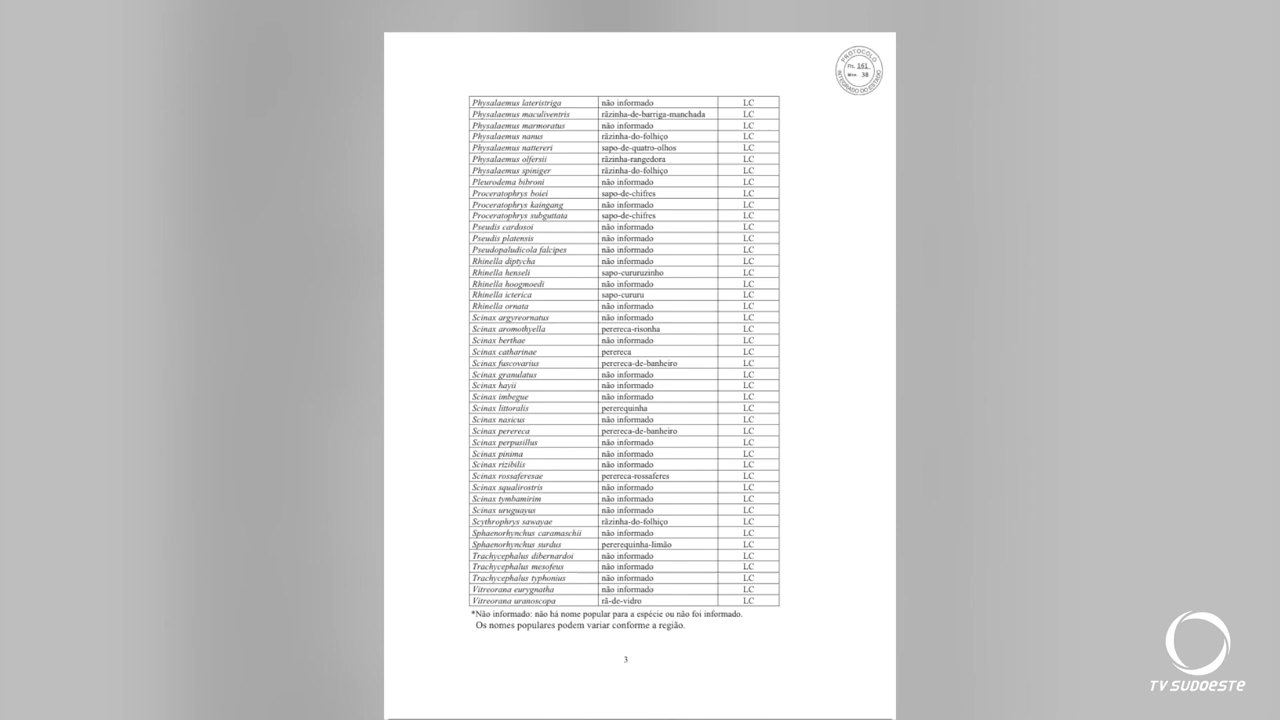 PROTOCOLO
Fls. 161
Mov. 38
INTEGRADO DO ESTADO
Physalaemus lateristriga não informado LC
Physalaemus maculiventris rãzinha-de-barriga-manchada LC
Physalaemus marmoratus não informado LC
Physalaemus nanus rãzinha-do-folhiço LC
Physalaemus nattereri sapo-de-quatro-olhos LC
Physalaemus olfersii rãzinha-rangedora LC
Physalaemus spiniger rãzinha-do-folhiço LC
Pleurodema bibroni não informado LC
Proceratophrys boiei sapo-de-chifres LC
Proceratophrys kaingang não informado LC
Proceratophrys subguttata sapo-de-chifres LC
Pseudis cardosoi não informado LC
Pseudis platensis não informado LC
Pseudopaludicola falcipes não informado LC
Rhinella diptycha não informado LC
Rhinella henseli sapo-cururuzinho LC
Rhinella hoogmoedi não informado LC
Rhinella icterica sapo-cururu LC
Rhinella ornata não informado LC
Scinax argyreornatus não informado LC
Scinax aromothyella perereca-risonha LC
Scinax berthae não informado LC
Scinax catharinae perereca LC
Scinax fuscovarius perereca-de-banheiro LC
Scinax granulatus não informado LC
Scinax hayii não informado LC
Scinax imbegue não informado LC
Scinax littoralis pererequinha LC
Scinax nasicus não informado LC
Scinax perereca perereca-de-banheiro LC
Scinax perpusillus não informado LC
Scinax pinima não informado LC
Scinax rizibilis não informado LC
Scinax rossaferesae perereca-rossaferes LC
Scinax squalirostris não informado LC
Scinax tymbamirim não informado LC
Scinax uruguayus não informado LC
Scythrophrys sawayae rãzinha-do-folhiço LC
Sphaenorhynchus caramaschii não informado LC
Sphaenorhynchus surdus pererequinha-limão LC
Trachycephalus dibernardoi não informado LC
Trachycephalus mesofeus não informado LC
Trachycephalus typhonius não informado LC
Vitreorana eurygnatha não informado LC
Vitreorana uranoscopa rã-de-vidro LC
*Não informado: não há nome popular para a espécie ou não foi informado.
Os nomes populares podem variar conforme a região.
3
TV SUDOESTE